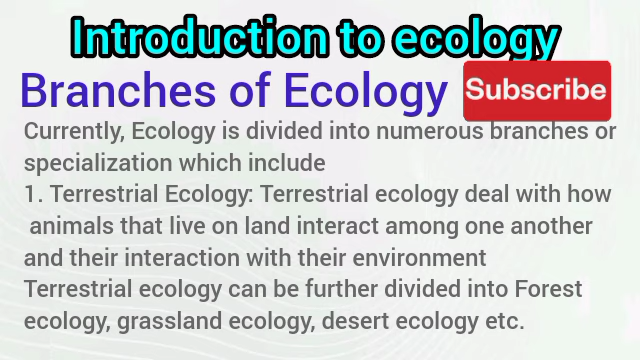 Introduction to ecology
Branches of Ecology
Subscribe
Currently, Ecology is divided into numerous branches or
specialization which include
1. Terrestrial Ecology: Terrestrial ecology deal with how
animals that live on land interact among one another
and their interaction with their environment
Terrestrial ecology can be further divided into Forest
ecology, grassland ecology, desert ecology etc.